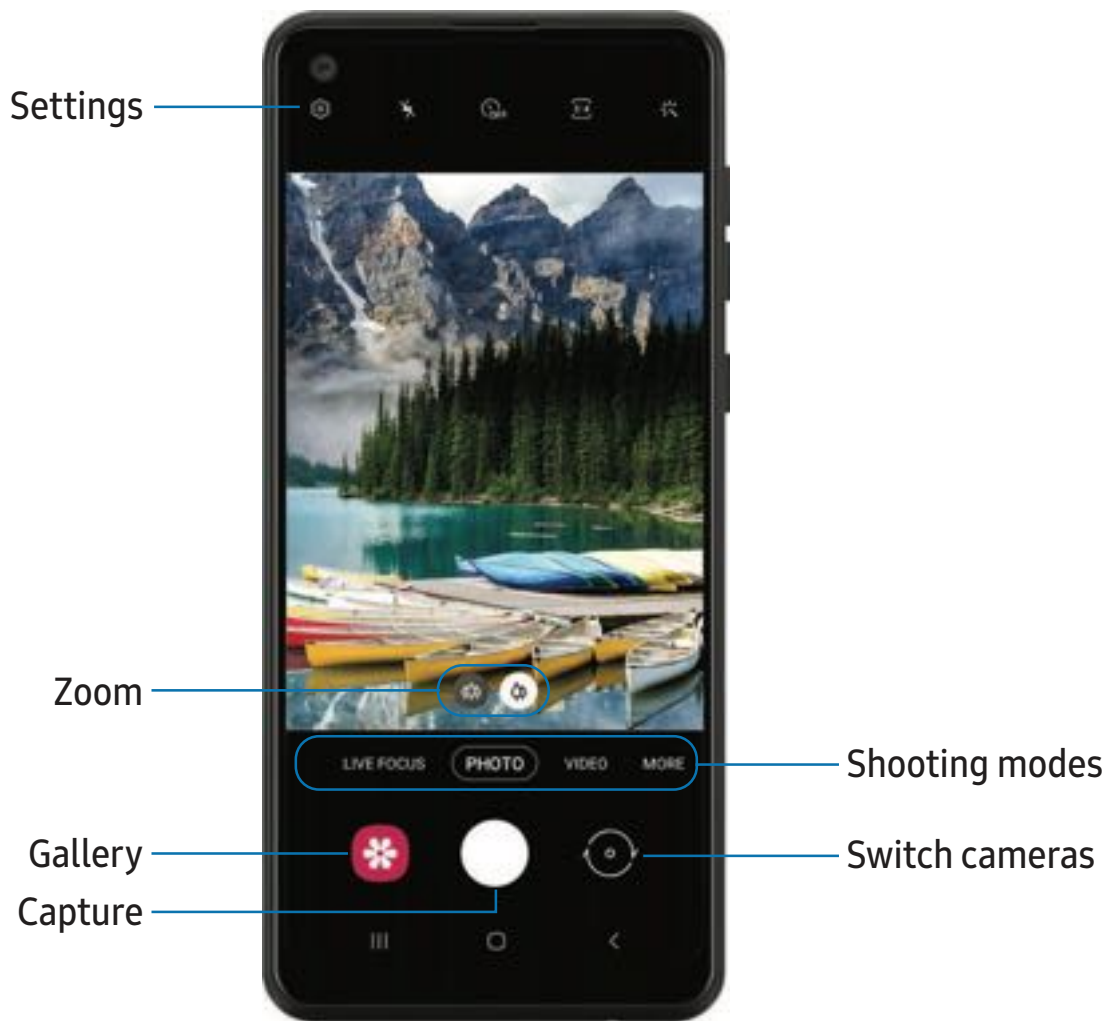 Settings
Zoom
LIVE FOCUS
PHOTO
VIDEO
MORE
Shooting modes
Gallery
Switch cameras
Capture